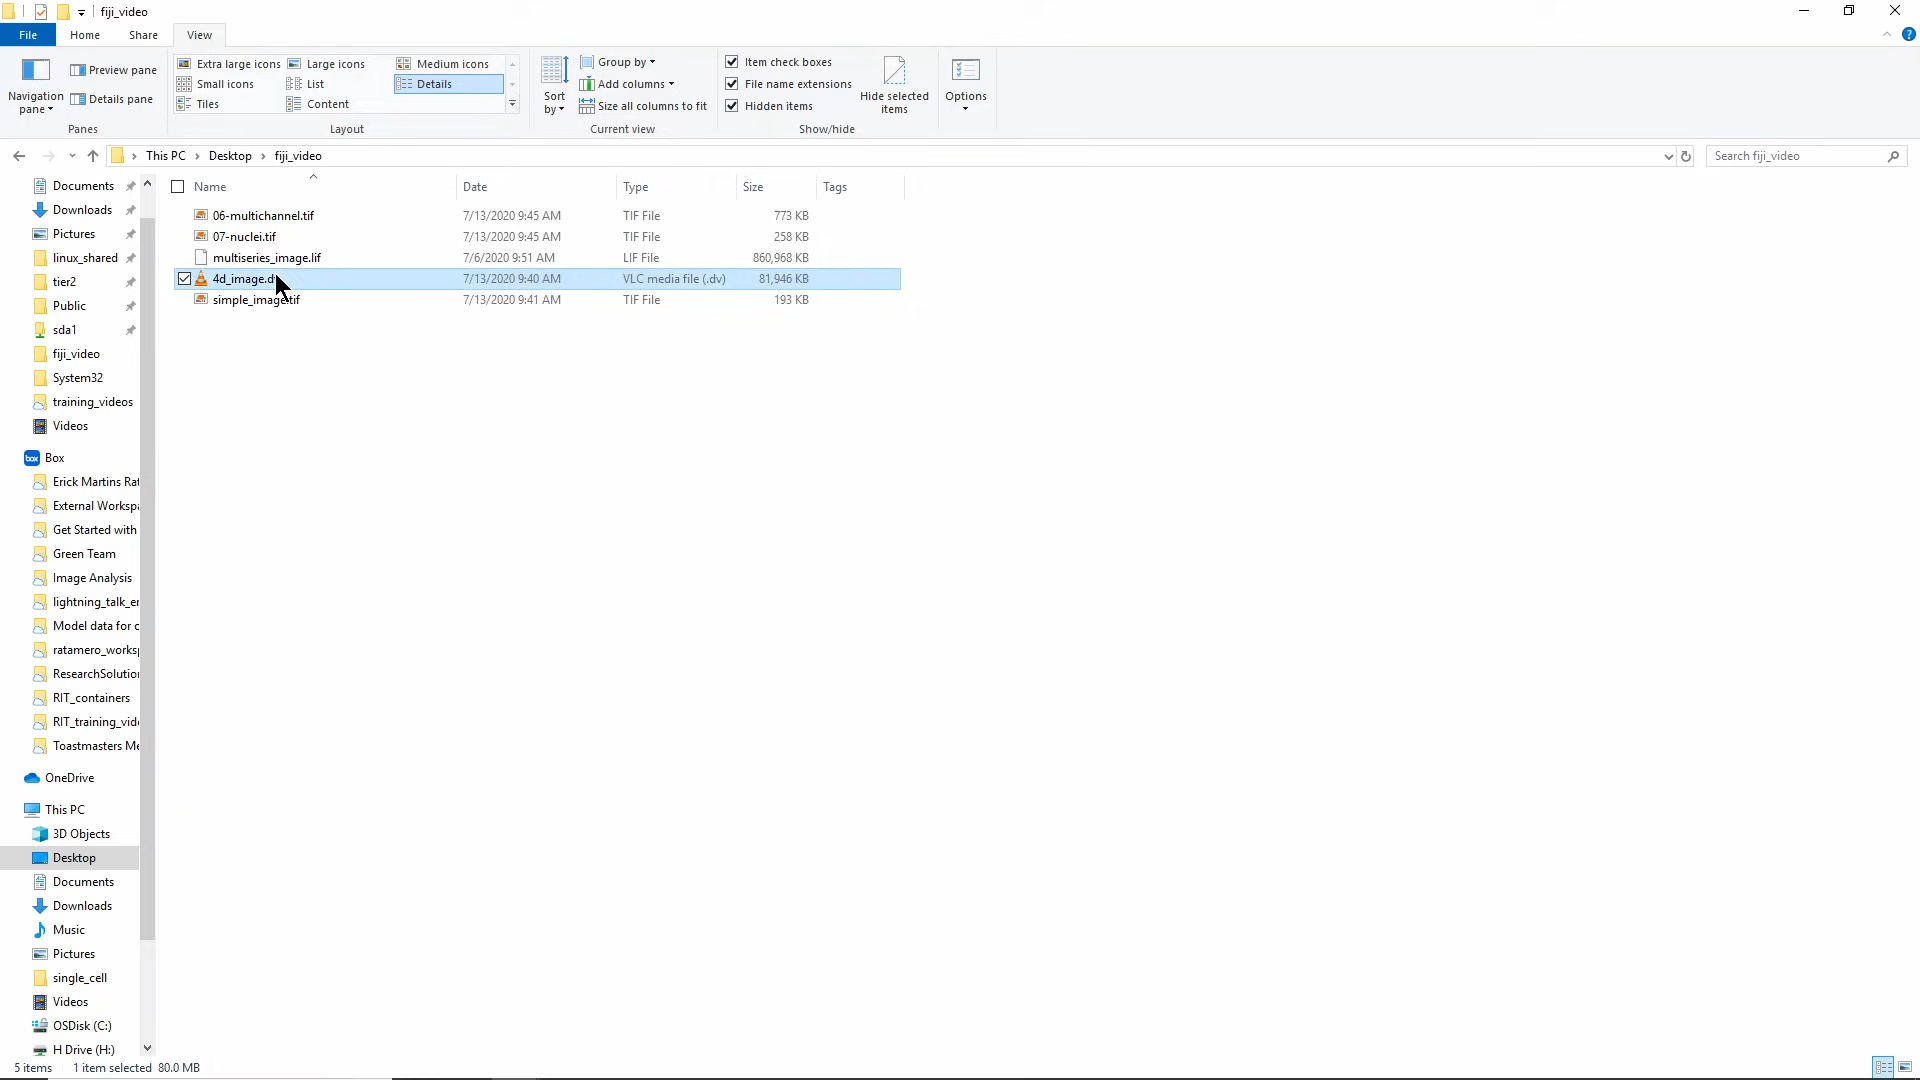 fiji_video
File Home Share View
Navigation pane
Preview pane
Details pane
Panes
Extra large icons Large icons Medium icons
Small icons List Details
Tiles Content
Layout
Sort by
Group by
Add columns
Size all columns to fit
Current view
Item check boxes
File name extensions
Hidden items
Hide selected items
Show/hide
Options
This PC › Desktop › fiji_video
Search fiji_video
Documents
Downloads
Pictures
linux_shared
tier2
Public
sda1
fiji_video
System32
training_videos
Videos
box Box
Erick Martins Rat
External Workspa
Get Started with
Green Team
Image Analysis
lightning_talk_er
Model data for c
ratamero_worksp
ResearchSolution
RIT_containers
RIT_training_vide
Toastmasters Me
OneDrive
This PC
3D Objects
Desktop
Documents
Downloads
Music
Pictures
single_cell
Videos
OSDisk (C:)
H Drive (H:)
Name Date Type Size Tags
06-multichannel.tif 7/13/2020 9:45 AM TIF File 773 KB
07-nuclei.tif 7/13/2020 9:45 AM TIF File 258 KB
multiseries_image.lif 7/6/2020 9:51 AM LIF File 860,968 KB
4d_image.d 7/13/2020 9:40 AM VLC media file (.dv) 81,946 KB
simple_image.tif 7/13/2020 9:41 AM TIF File 193 KB
5 items 1 item selected 80.0 MB